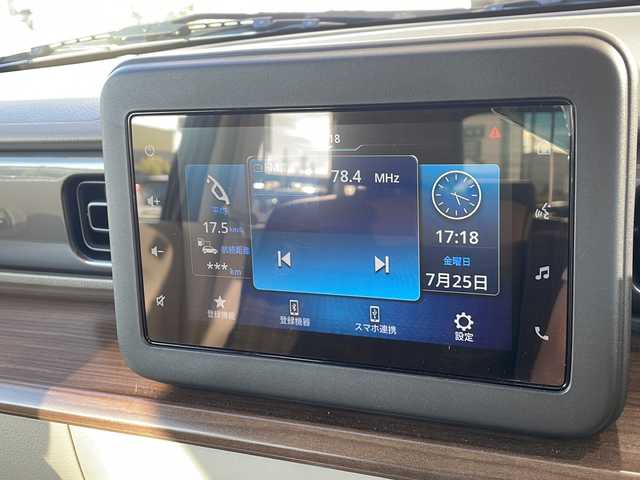 78.4 MHz
平均
17.5 km/L
航続距離
*** km
17:18
金曜日
7月25日
登録機能
登録機器
スマホ連携
設定